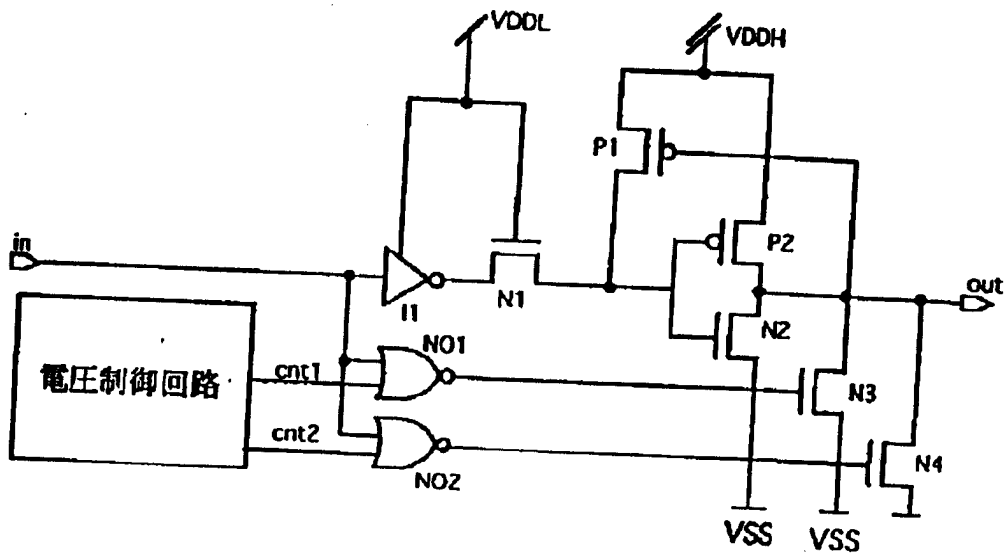 VDDL
VDDH
P1
in
P2
out
I1
N1
N2
NO1
電圧制御回路
cnt1
N3
cnt2
N4
NO2
VSS
VSS